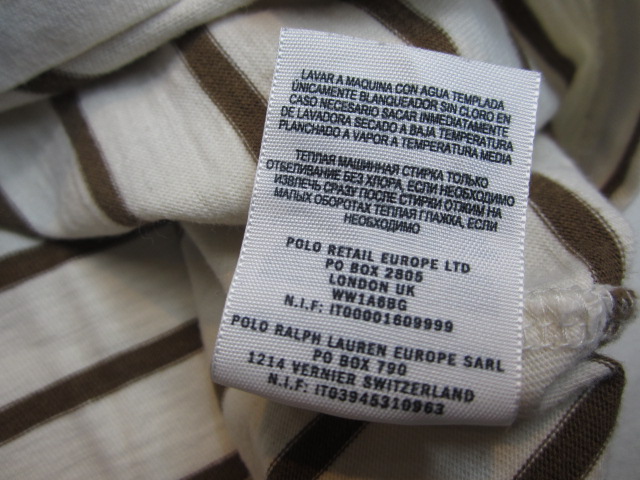 LAVAR A MAQUINA CON AGUA TEMPLADA
ÚNICAMENTE BLANQUEADOR SIN CLORO EN
CASO NECESARIO SACAR INMEDIATAMENTE
DE LAVADORA SECADO A BAJA TEMPERATURA
PLANCHADO A VAPOR A TEMPERATURA MEDIA
ТЕПЛАЯ МАШИННАЯ СТИРКА ТОЛЬКО
ОТБЕЛИВАНИЕ БЕЗ ХЛОРА, ЕСЛИ НЕОБХОДИМО
ИЗВЛЕЧЬ СРАЗУ ПОСЛЕ СТИРКИ ОТЖИМ НА
МАЛЫХ ОБОРОТАХ ТЕПЛАЯ ГЛАЖКА, ЕСЛИ
НЕОБХОДИМО
POLO RETAIL EUROPE LTD
PO BOX 2805
LONDON UK
WW1A6BG
N.I.F: IT00001609999
POLO RALPH LAUREN EUROPE SARL
PO BOX 790
1214 VERNIER SWITZERLAND
N.I.F: IT03945310963